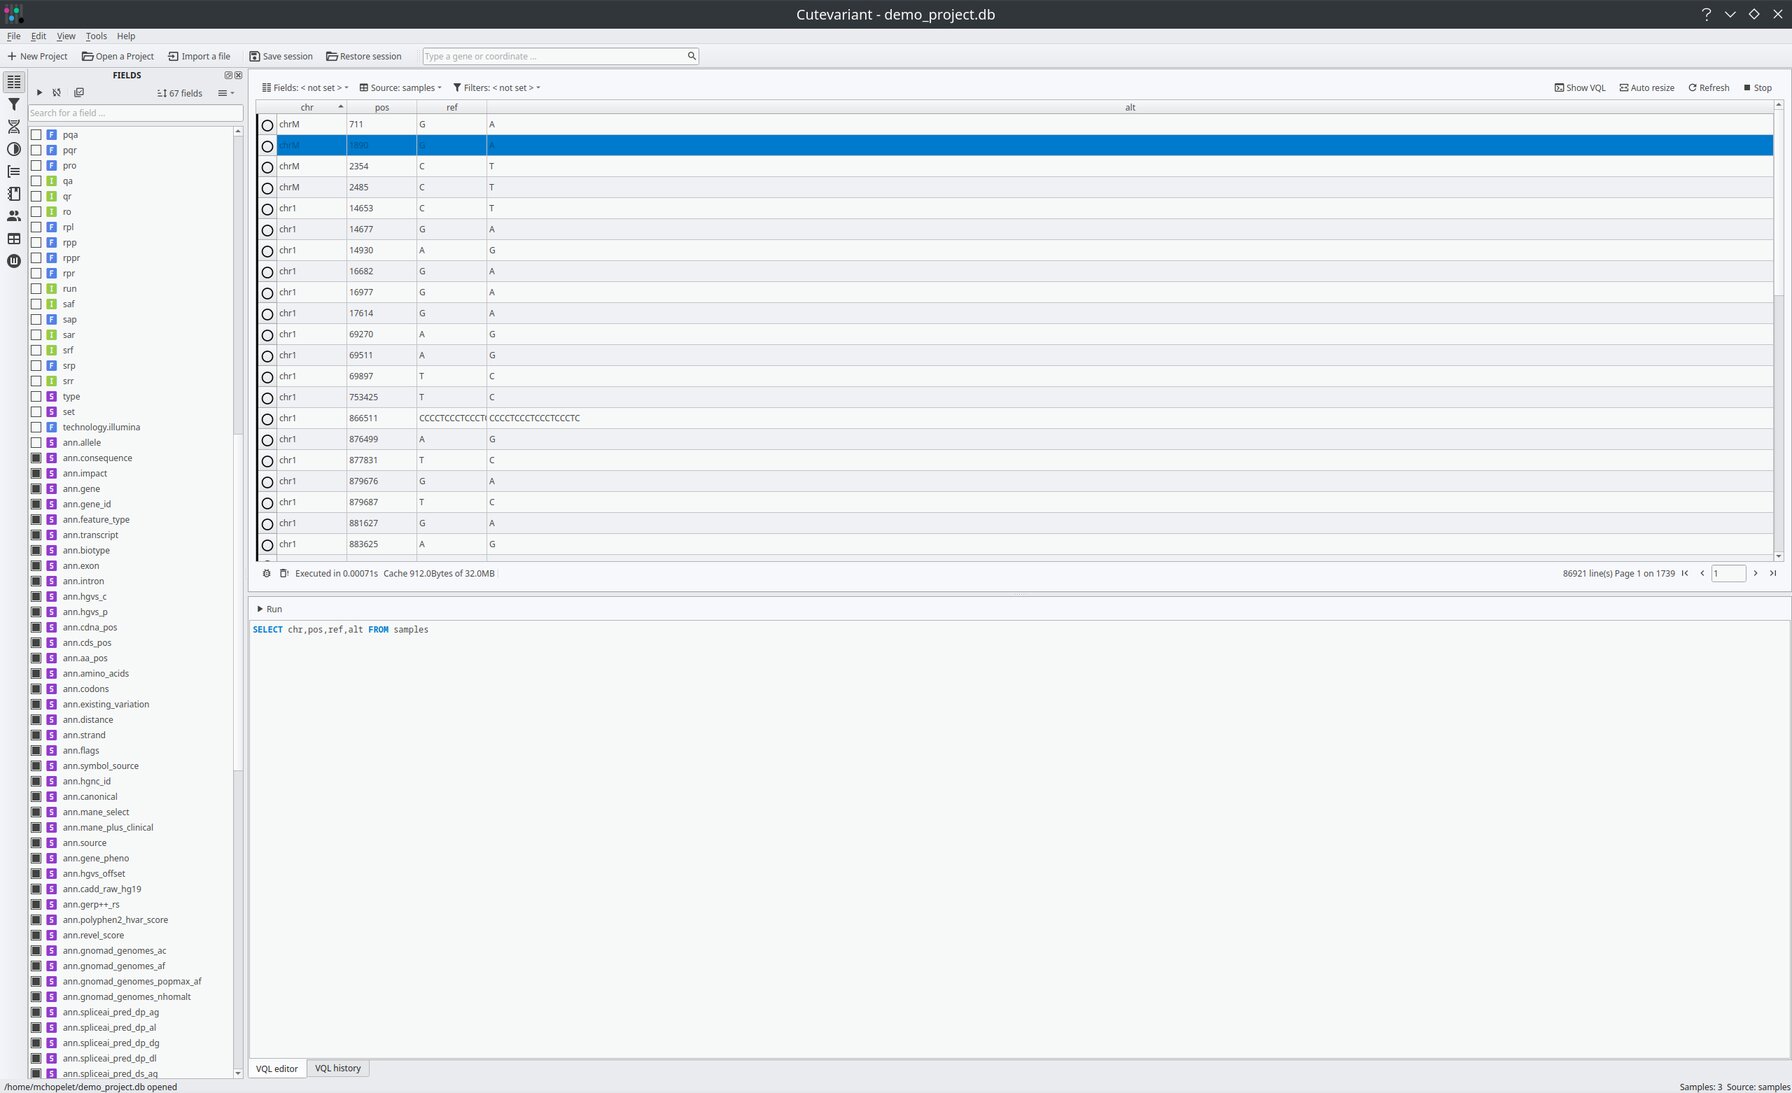 Cutevariant - demo_project.db
File Edit View Tools Help
New Project Open a Project Import a file Save session Restore session Type a gene or coordinate ...
FIELDS
67 fields
Search for a field ...
F pqa
F pqr
F pro
I qa
I qr
I ro
F rpl
F rpp
F rppr
F rpr
I run
I saf
F sap
I sar
I srf
F srp
I srr
S type
S set
F technology.illumina
S ann.allele
S ann.consequence
S ann.impact
S ann.gene
S ann.gene_id
S ann.feature_type
S ann.transcript
S ann.biotype
S ann.exon
S ann.intron
S ann.hgvs_c
S ann.hgvs_p
S ann.cdna_pos
S ann.cds_pos
S ann.aa_pos
S ann.amino_acids
S ann.codons
S ann.existing_variation
S ann.distance
S ann.strand
S ann.flags
S ann.symbol_source
S ann.hgnc_id
S ann.canonical
S ann.mane_select
S ann.mane_plus_clinical
S ann.source
S ann.gene_pheno
S ann.hgvs_offset
S ann.cadd_raw_hg19
S ann.gerp++_rs
S ann.polyphen2_hvar_score
S ann.revel_score
S ann.gnomad_genomes_ac
S ann.gnomad_genomes_af
S ann.gnomad_genomes_popmax_af
S ann.gnomad_genomes_nhomalt
S ann.spliceai_pred_dp_ag
S ann.spliceai_pred_dp_al
S ann.spliceai_pred_dp_dg
S ann.spliceai_pred_dp_dl
S ann.spliceai_pred_ds_ag
Fields: < not set > Source: samples Filters: < not set > Show VQL Auto resize Refresh Stop
chr pos ref alt
chrM 711 G A
chrM 1890 G A
chrM 2354 C T
chrM 2485 C T
chr1 14653 C T
chr1 14677 G A
chr1 14930 A G
chr1 16682 G A
chr1 16977 G A
chr1 17614 G A
chr1 69270 A G
chr1 69511 A G
chr1 69897 T C
chr1 753425 T C
chr1 866511 CCCCTCCCTCCCT CCCCTCCCTCCCTCCCTC
chr1 876499 A G
chr1 877831 T C
chr1 879676 G A
chr1 879687 T C
chr1 881627 G A
chr1 883625 A G
Executed in 0.00071s Cache 912.0Bytes of 32.0MB 86921 line(s) Page 1 on 1739 1
Run
SELECT chr,pos,ref,alt FROM samples
VQL editor VQL history
/home/mchopelet/demo_project.db opened Samples: 3 Source: samples